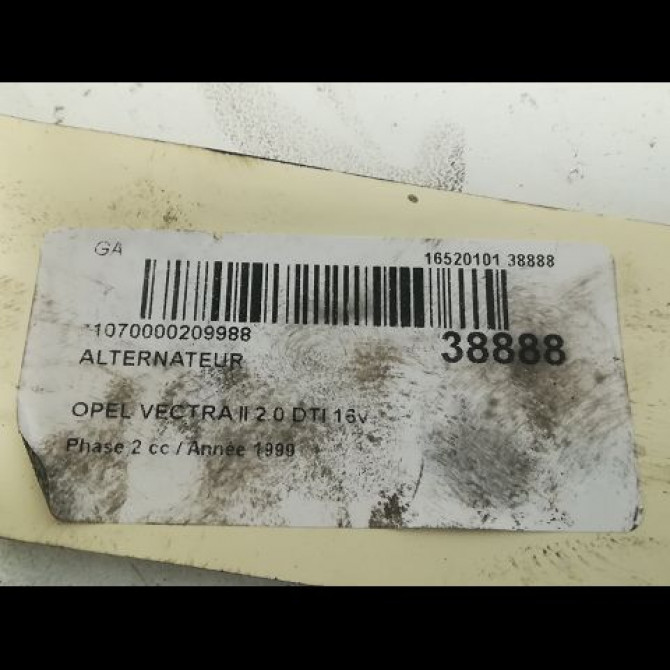 GA
16520101 38888
*1070000209988
38888
ALTERNATEUR
OPEL VECTRA II 2.0 DTI 16v
Phase 2 cc / Année 1999